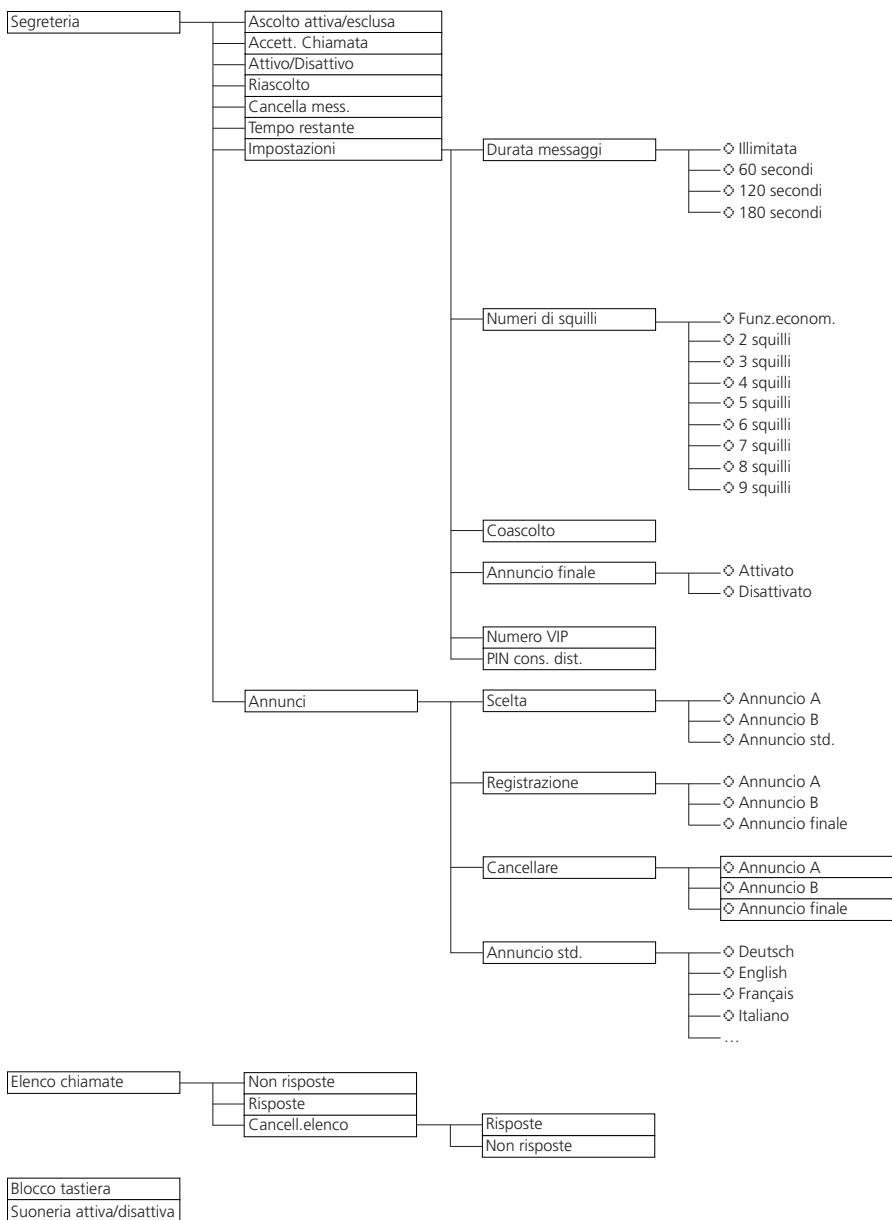 Segreteria
Ascolto attiva/esclusa
Accett. Chiamata
Attivo/Disattivo
Riascolto
Cancella mess.
Tempo restante
Impostazioni
Durata messaggi
Illimitata
60 secondi
120 secondi
180 secondi
Numeri di squilli
Funz.econom.
2 squilli
3 squilli
4 squilli
5 squilli
6 squilli
7 squilli
8 squilli
9 squilli
Coascolto
Annuncio finale
Attivato
Disattivato
Numero VIP
PIN cons. dist.
Annunci
Scelta
Annuncio A
Annuncio B
Annuncio std.
Registrazione
Annuncio A
Annuncio B
Annuncio finale
Cancellare
Annuncio A
Annuncio B
Annuncio finale
Annuncio std.
Deutsch
English
Français
Italiano
...
Elenco chiamate
Non risposte
Risposte
Cancell.elenco
Risposte
Non risposte
Blocco tastiera
Suoneria attiva/disattiva